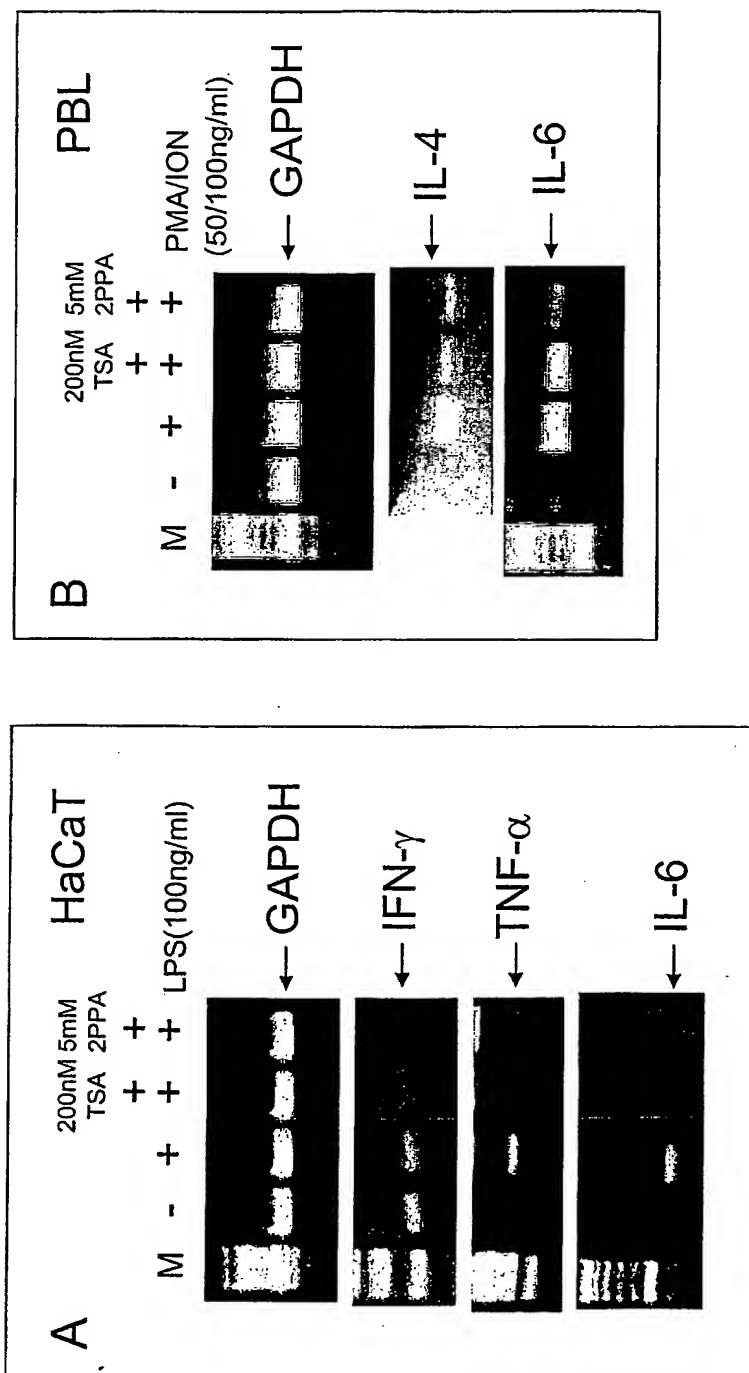 A HaCaT
200nM 5mM
TSA 2PPA
+ +
M - + + + LPS(100ng/ml)
GAPDH
IFN-γ
TNF-α
IL-6
B PBL
200nM 5mM
TSA 2PPA
+ +
M - + + + PMA/ION
(50/100ng/ml).
GAPDH
IL-4
IL-6